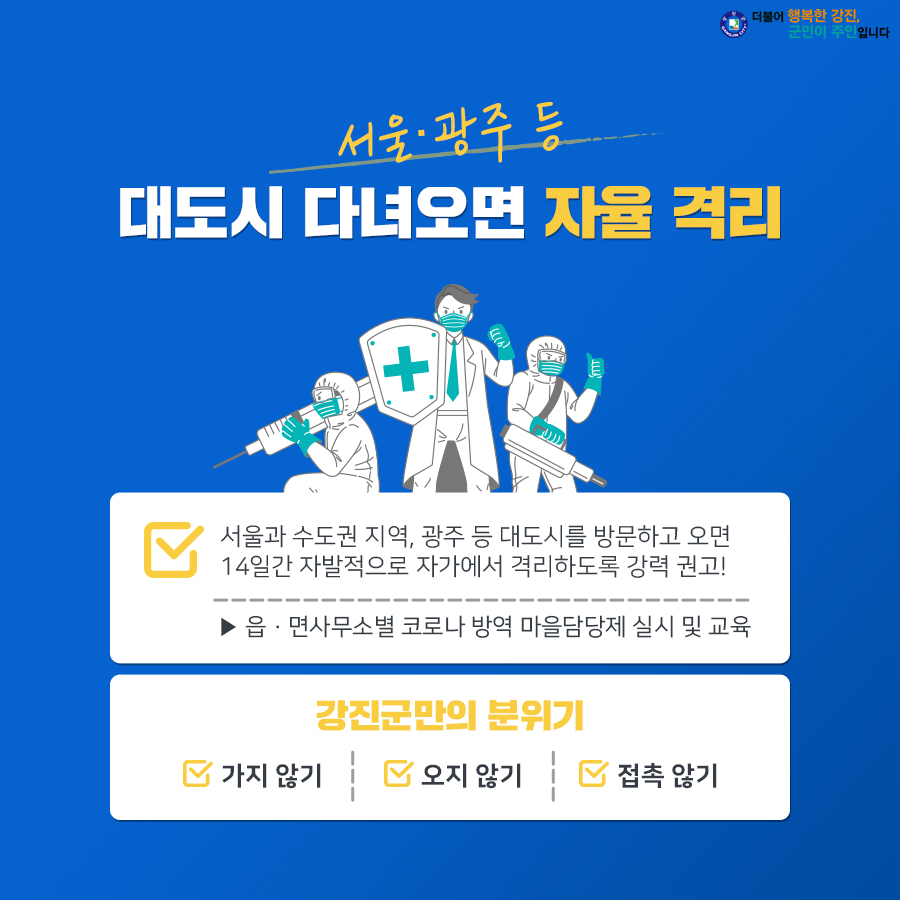 더불어 행복한 강진,
군민이 주인입니다
서울·광주 등
대도시 다녀오면 자율 격리
서울과 수도권 지역, 광주 등 대도시를 방문하고 오면
14일간 자발적으로 자가에서 격리하도록 강력 권고!
▶ 읍·면사무소별 코로나 방역 마을담당제 실시 및 교육
강진군만의 분위기
가지 않기
오지 않기
접촉 않기